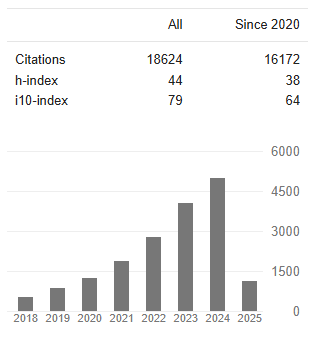 All Since 2020
Citations 18624 16172
h-index 44 38
i10-index 79 64
6000
4500
3000
1500
0
2018 2019 2020 2021 2022 2023 2024 2025